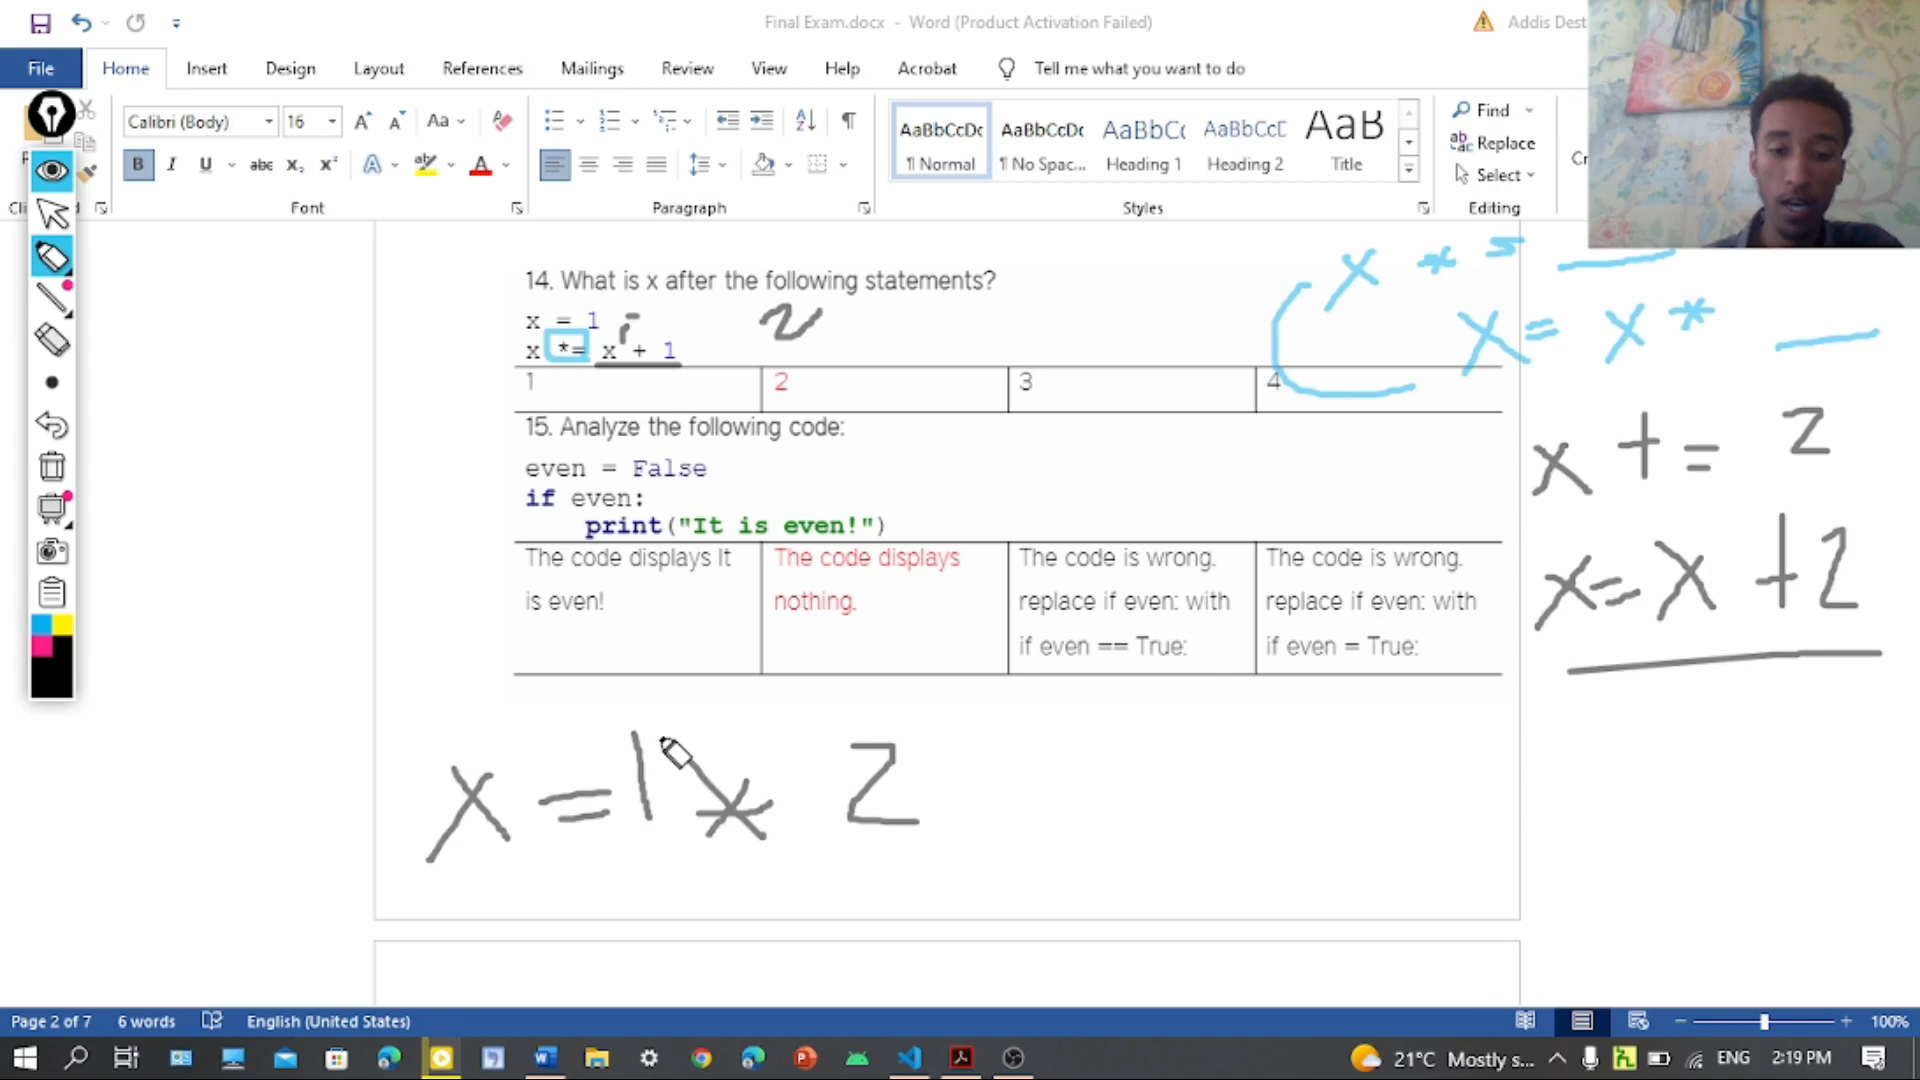 Final Exam.docx - Word (Product Activation Failed)
Addis Dest
File Home Insert Design Layout References Mailings Review View Help Acrobat Tell me what you want to do
Calibri (Body) 16 Aa
AaBbCcDc AaBbCcDc AaBbCc AaBbCcD AaB
¶ Normal ¶ No Spac... Heading 1 Heading 2 Title
Find
Replace
Select
B I U abc x₂ x² A ab A
Font Paragraph Styles Editing
14. What is x after the following statements?
x = 1
x *= x + 1
2
1 2 3 4
15. Analyze the following code:
even = False
if even:
print("It is even!")
The code displays It is even!
The code displays nothing.
The code is wrong. replace if even: with if even == True:
The code is wrong. replace if even: with if even = True:
x *=
x = x *
x += 2
x = x + 2
x = 1 * 2
Page 2 of 7 6 words English (United States) 100%
21°C Mostly s... ENG 2:19 PM